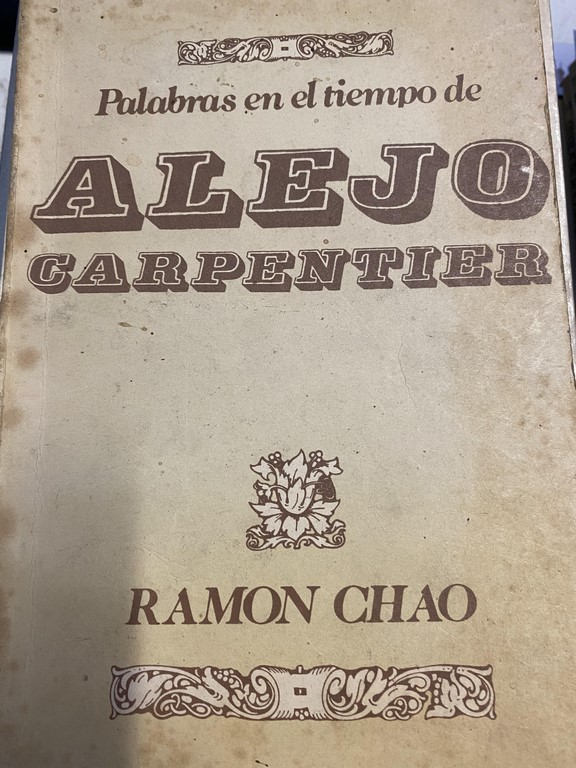 Palabras en el tiempo de
ALEJO
CARPENTIER
RAMON CHAO